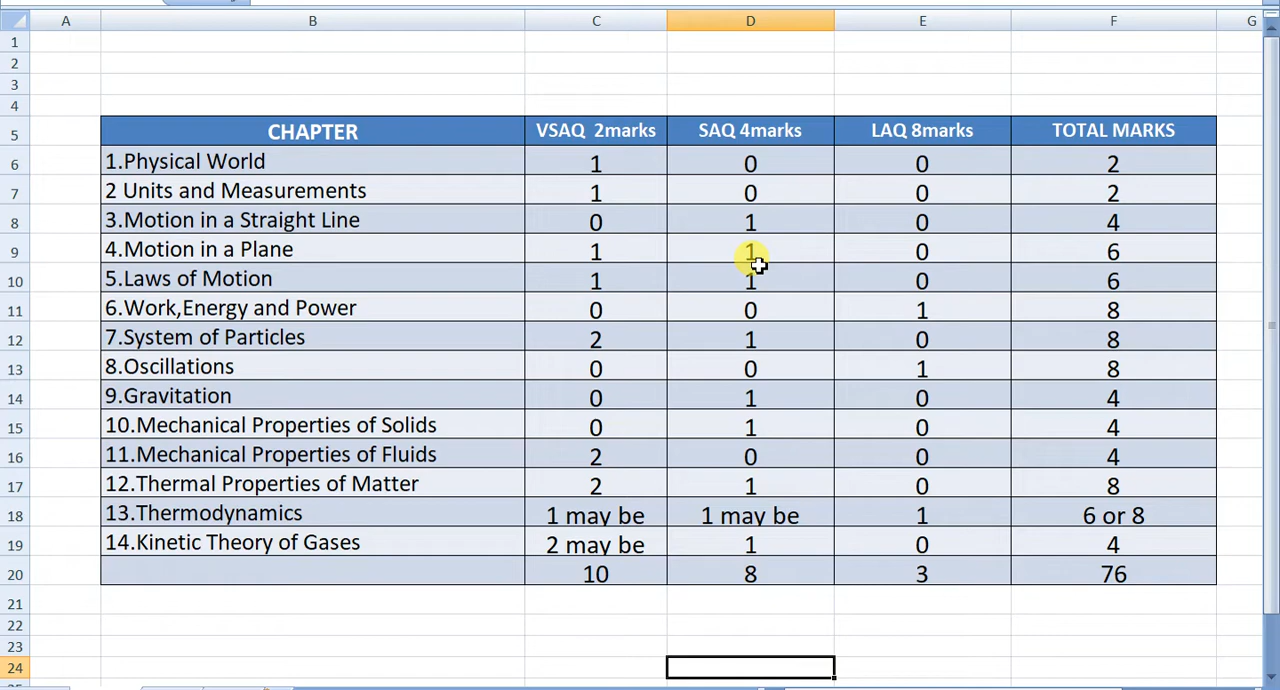 A B C D E F G
1
2
3
4
5 CHAPTER VSAQ 2marks SAQ 4marks LAQ 8marks TOTAL MARKS
6 1.Physical World 1 0 0 2
7 2 Units and Measurements 1 0 0 2
8 3.Motion in a Straight Line 0 1 0 4
9 4.Motion in a Plane 1 1 0 6
10 5.Laws of Motion 1 1 0 6
11 6.Work,Energy and Power 0 0 1 8
12 7.System of Particles 2 1 0 8
13 8.Oscillations 0 0 1 8
14 9.Gravitation 0 1 0 4
15 10.Mechanical Properties of Solids 0 1 0 4
16 11.Mechanical Properties of Fluids 2 0 0 4
17 12.Thermal Properties of Matter 2 1 0 8
18 13.Thermodynamics 1 may be 1 may be 1 6 or 8
19 14.Kinetic Theory of Gases 2 may be 1 0 4
20 10 8 3 76
21
22
23
24